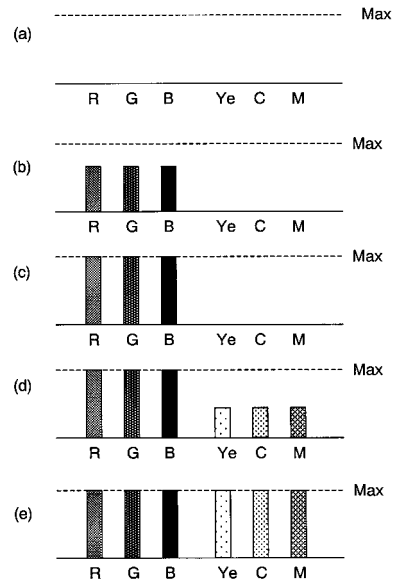 Max
(a)
R G B Ye C M
Max
(b)
R G B Ye C M
Max
(c)
R G B Ye C M
Max
(d)
R G B Ye C M
Max
(e)
R G B Ye C M